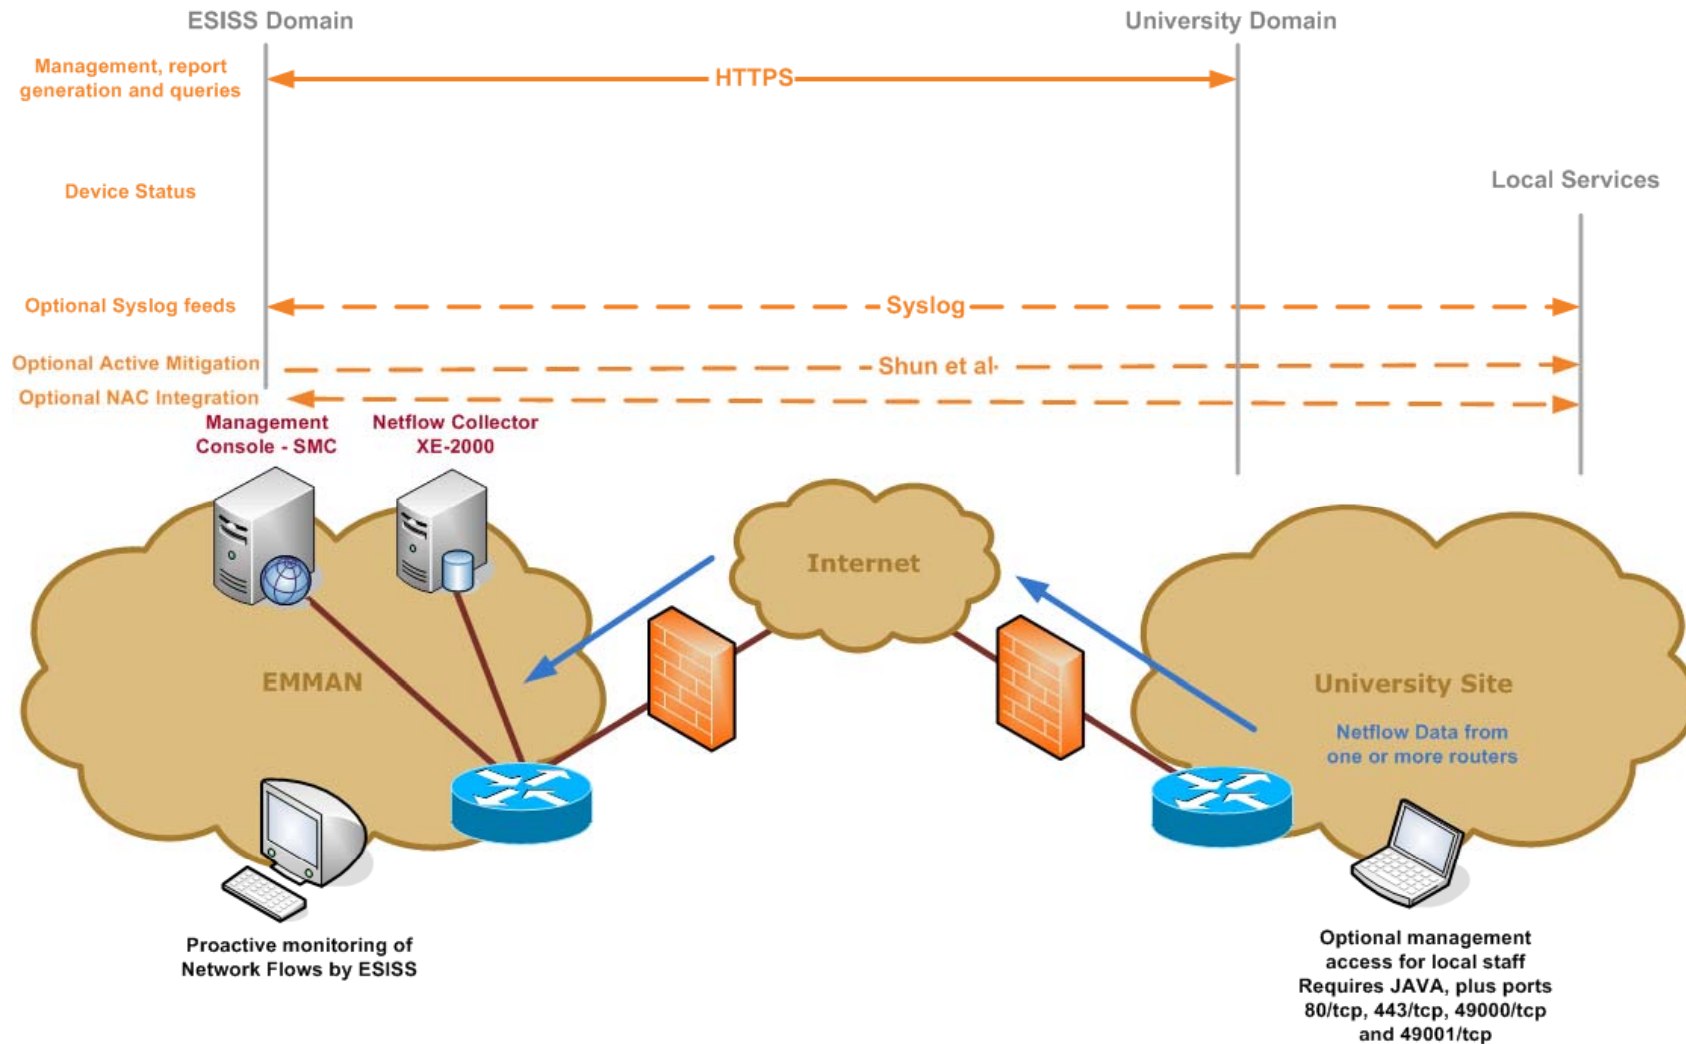 ESISS Domain
University Domain
Management, report
generation and queries
HTTPS
Device Status
Local Services
Optional Syslog feeds
Syslog
Optional Active Mitigation
Shun et al
Optional NAC Integration
Management
Console - SMC
Netflow Collector
XE-2000
Internet
EMMAN
University Site
Netflow Data from
one or more routers
Proactive monitoring of
Network Flows by ESISS
Optional management
access for local staff
Requires JAVA, plus ports
80/tcp, 443/tcp, 49000/tcp
and 49001/tcp